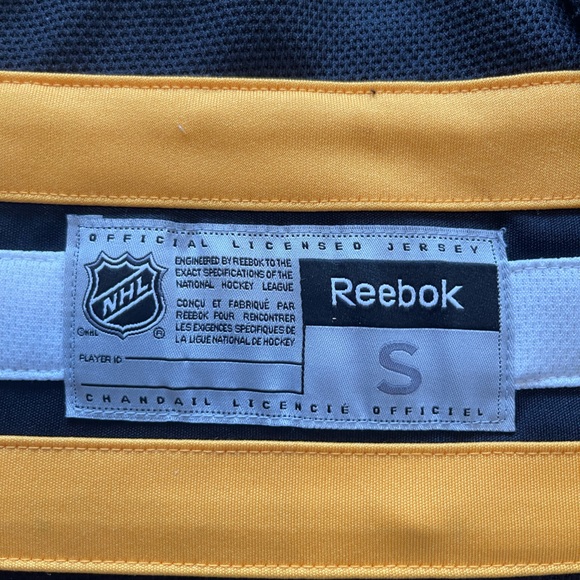 OFFICIAL LICENSED JERSEY
NHL
©NHL
®
ENGINEERED BY REEBOK TO THE
EXACT SPECIFICATIONS OF THE
NATIONAL HOCKEY LEAGUE
CONÇU ET FABRIQUÉ PAR
REEBOK POUR RENCONTRER
LES EXIGENCES SPÉCIFIQUES DE
LA LIGUE NATIONAL DE HOCKEY
PLAYER ID
Reebok
S
CHANDAIL LICENCIÉ OFFICIEL